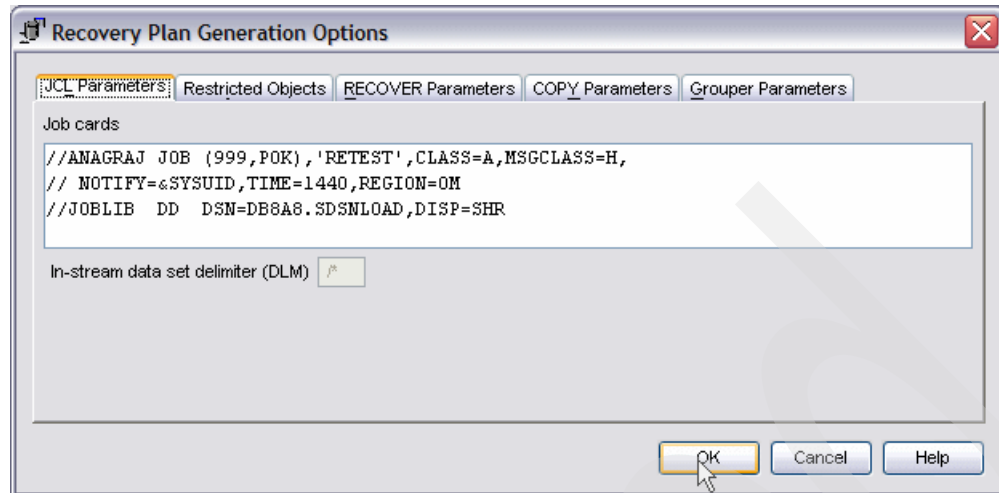 Recovery Plan Generation Options
JCL Parameters Restricted Objects RECOVER Parameters COPY Parameters Grouper Parameters
Job cards
//ANAGRAJ JOB (999,POK),'RETEST',CLASS=A,MSGCLASS=H,
// NOTIFY=&SYSUID,TIME=1440,REGION=0M
//JOBLIB DD DSN=DB8A8.SDSNLOAD,DISP=SHR
In-stream data set delimiter (DLM) /*
OK Cancel Help